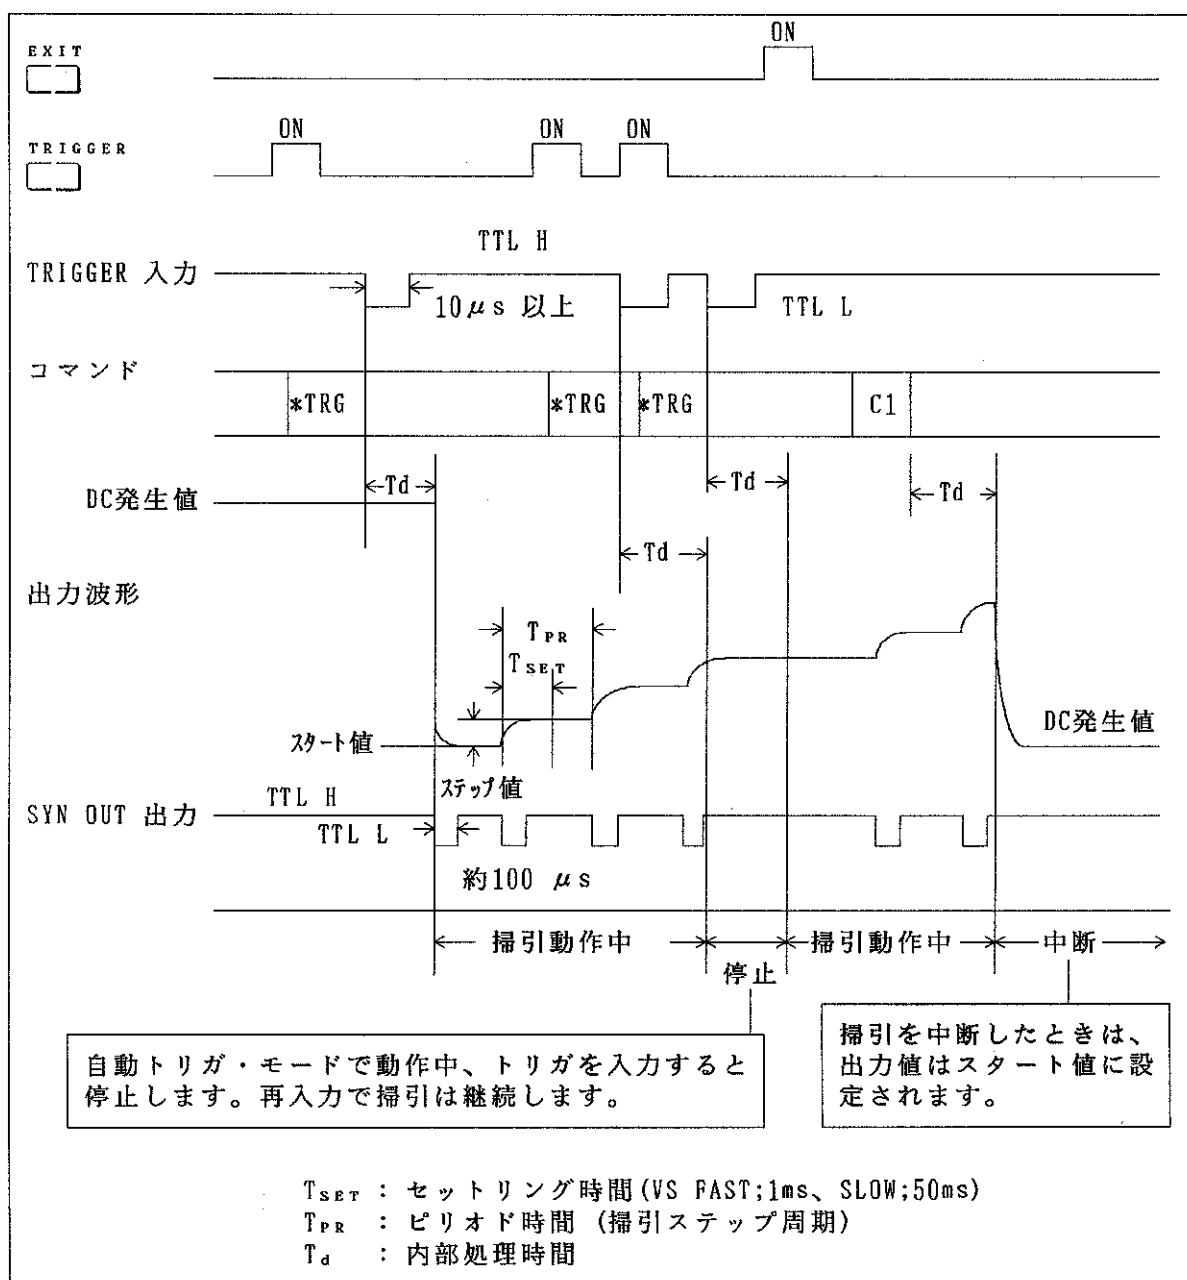 EXIT
ON
TRIGGER
ON
ON
ON
TTL H
TRIGGER 入力
10μs 以上
TTL L
コマンド
*TRG
*TRG
*TRG
C1
DC発生値
Td
Td
Td
Td
出力波形
TPR
TSET
スタート値
DC発生値
ステップ値
TTL H
SYN OUT 出力
TTL L
約100 μs
掃引動作中
掃引動作中
中断
停止
自動トリガ・モードで動作中、トリガを入力すると
停止します。再入力で掃引は継続します。
掃引を中断したときは、
出力値はスタート値に設
定されます。
TSET : セットリング時間(VS FAST;1ms、SLOW;50ms)
TPR : ピリオド時間 (掃引ステップ周期)
Td : 内部処理時間